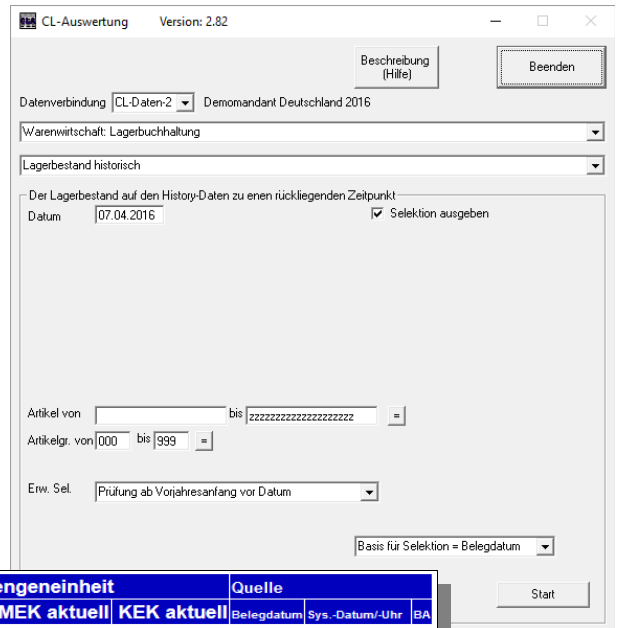 CL-Auswertung Version: 2.82
Beschreibung
(Hilfe)
Beenden
Datenverbindung CL-Daten-2 Demomandant Deutschland 2016
Warenwirtschaft: Lagerbuchhaltung
Lagerbestand historisch
Der Lagerbestand auf den History-Daten zu enen rückliegenden Zeitpunkt
Datum 07.04.2016 Selektion ausgeben
Artikel von bis zzzzzzzzzzzzzzzzzzzz =
Artikelgr. von 000 bis 999 =
Erw. Sel. Prüfung ab Vorjahresanfang vor Datum
Basis für Selektion = Belegdatum
Start
engeneinheit Quelle
MEK aktuell KEK aktuell Belegdatum Sys.-Datum/-Uhr BA